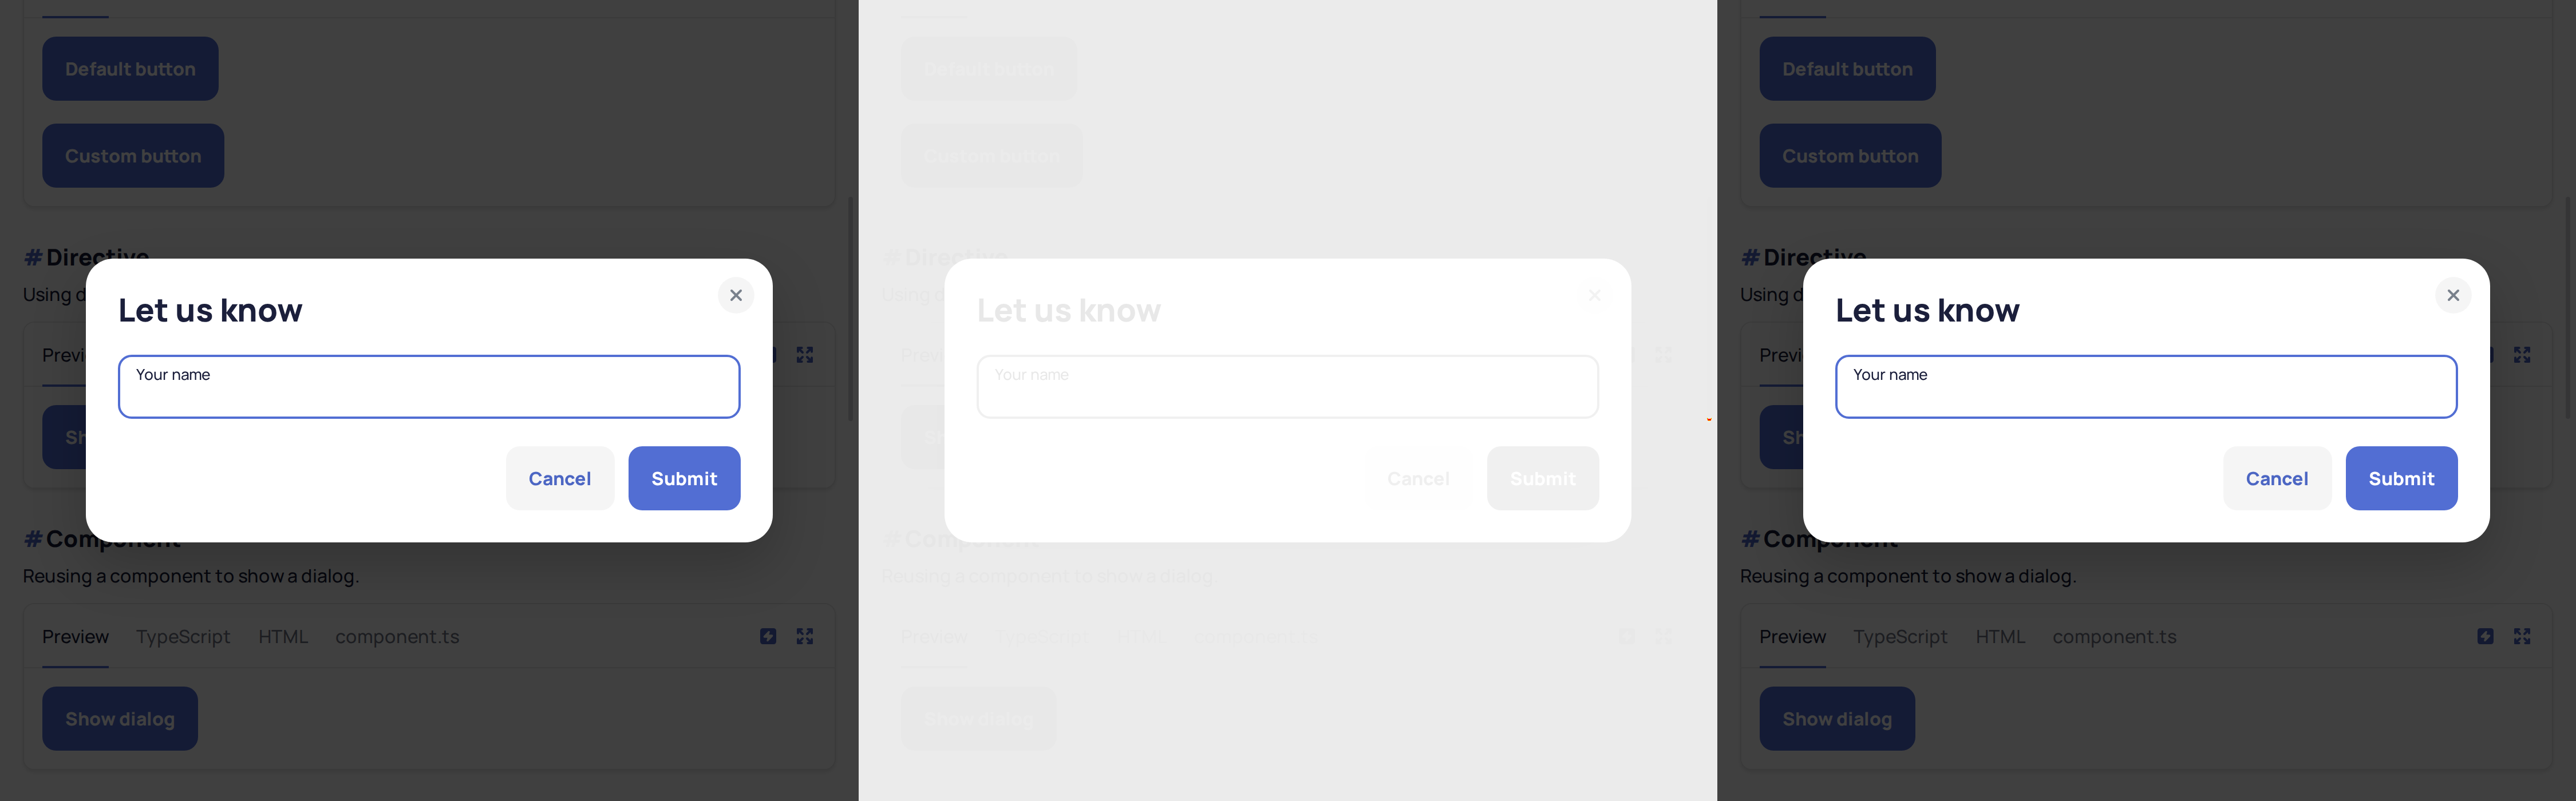 Default button
Custom button
# Directive
Using d
Let us know
Previ
Your name
Sh
Cancel Submit
# Component
Reusing a component to show a dialog.
Preview TypeScript HTML component.ts
Show dialog
Default button
Custom button
# Directive
Using d
Let us know
Previ
Your name
Sh
Cancel Submit
# Component
Reusing a component to show a dialog.
Preview TypeScript HTML component.ts
Show dialog
Default button
Custom button
# Directive
Using d
Let us know
Previ
Your name
Sh
Cancel Submit
# Component
Reusing a component to show a dialog.
Preview TypeScript HTML component.ts
Show dialog